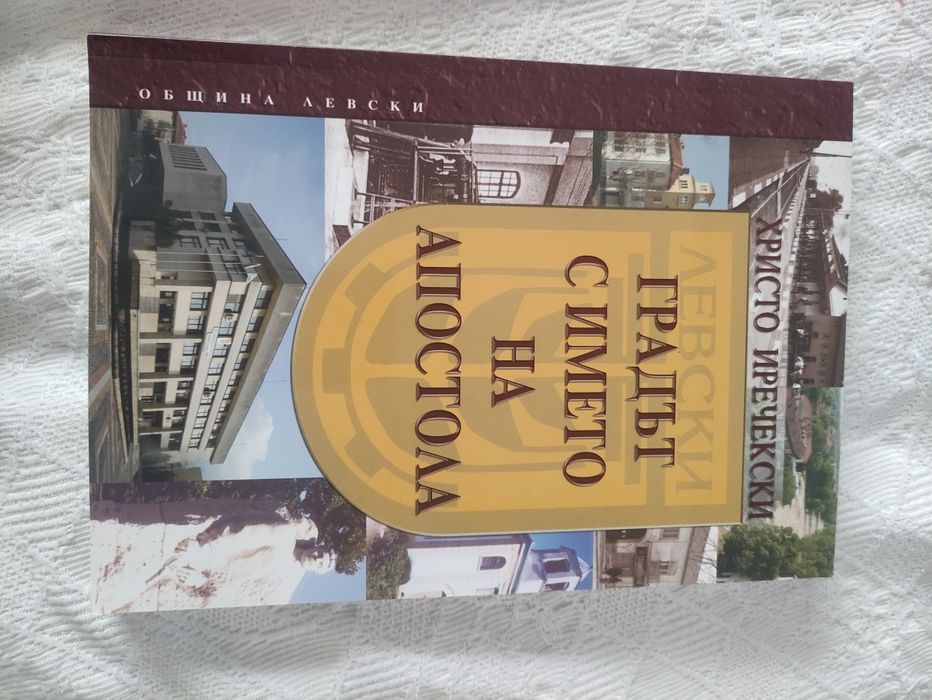 ХРИСТО ИРЕЧЕКСКИ
ЛЕВСКИ
ГРАДЪТ
С ИМЕТО
НА
АПОСТОЛА
ОБЩИНА ЛЕВСКИ